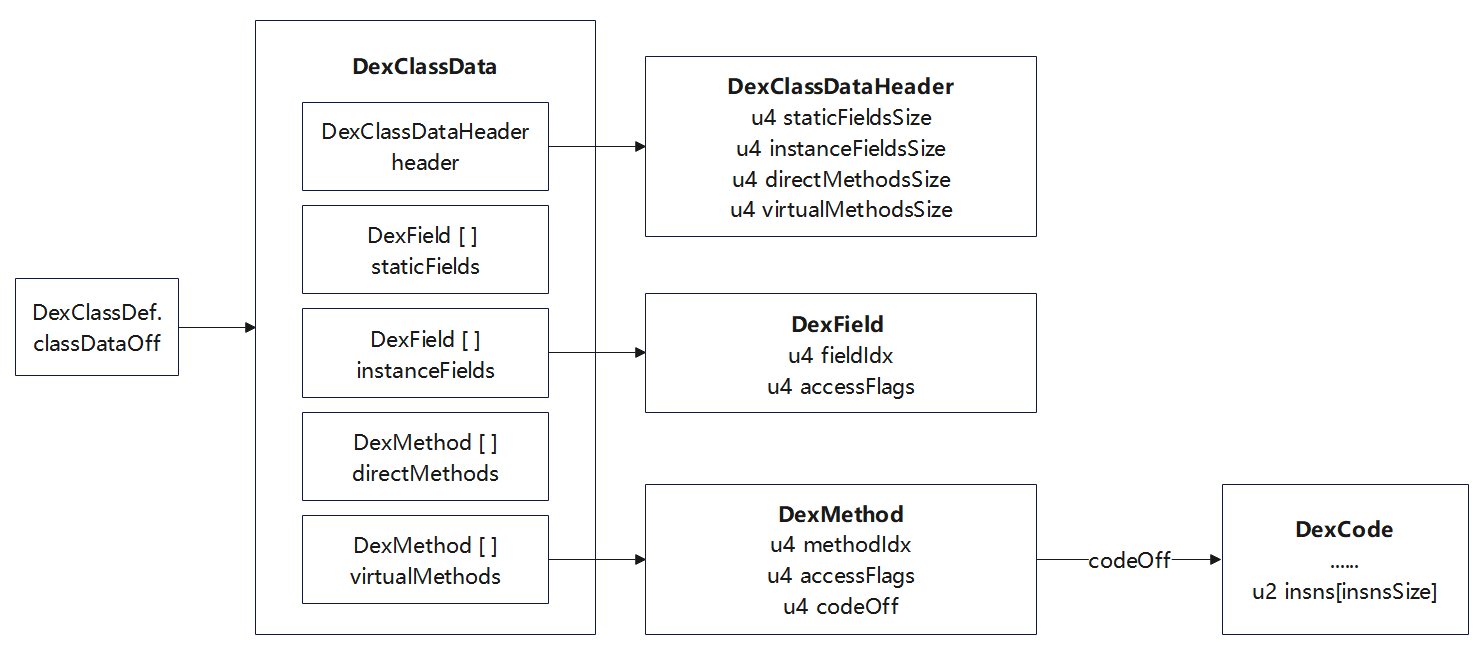 DexClassDef.
classDataOff
DexClassData
DexClassDataHeader
header
DexField [ ]
staticFields
DexField [ ]
instanceFields
DexMethod [ ]
directMethods
DexMethod [ ]
virtualMethods
DexClassDataHeader
u4 staticFieldsSize
u4 instanceFieldsSize
u4 directMethodsSize
u4 virtualMethodsSize
DexField
u4 fieldIdx
u4 accessFlags
DexMethod
u4 methodIdx
u4 accessFlags
u4 codeOff
codeOff
DexCode
......
u2 insns[insnsSize]